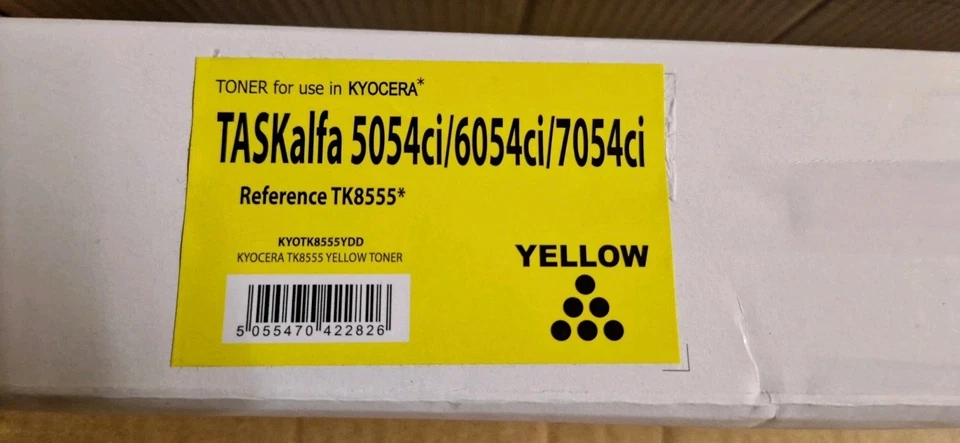 TONER for use in KYOCERA*
TASKalfa 5054ci/6054ci/7054ci
Reference TK8555*
KYOTK8555YDD
KYOCERA TK8555 YELLOW TONER
5 055470 422826
YELLOW